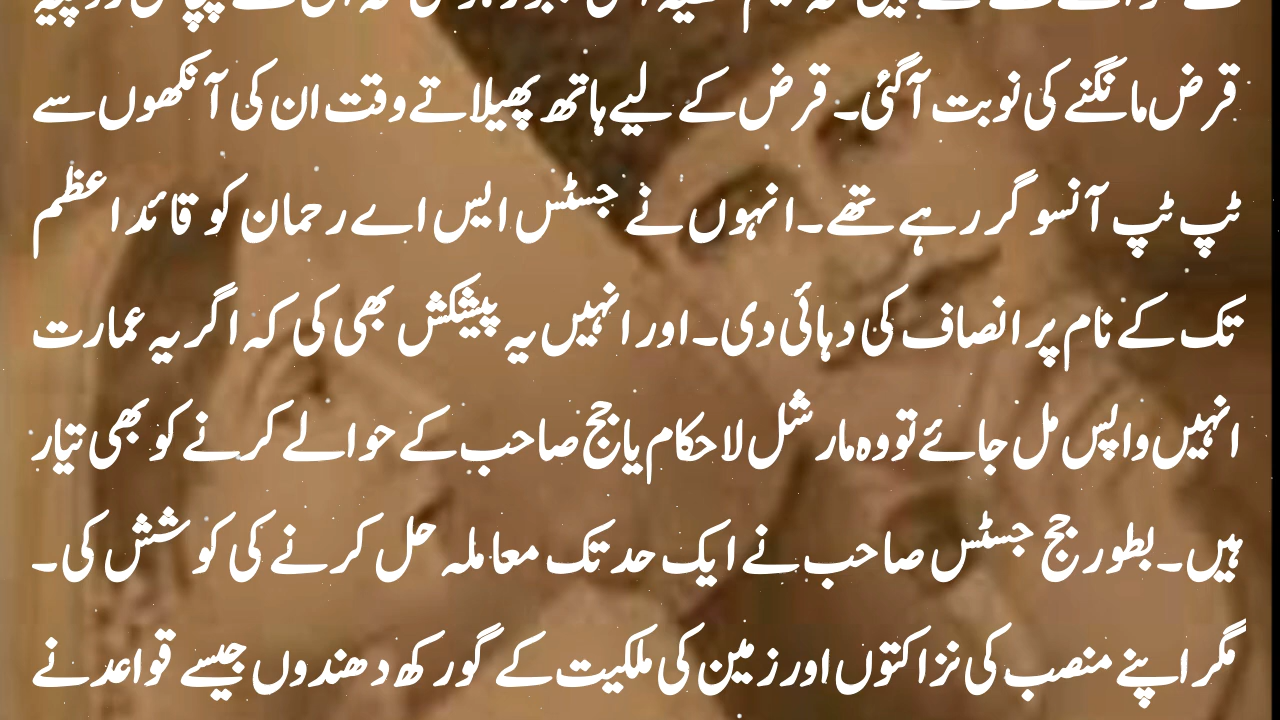 قرض مانگنے کی نوبت آگئی۔ قرض کے لیے ہاتھ پھیلاتے وقت ان کی آنکھوں سے
ٹپ ٹپ آنسو گر رہے تھے۔ انہوں نے جسٹس ایس اے رحمان کو قائد اعظم
تک کے نام پر انصاف کی دہائی دی۔ اور انہیں یہ پیشکش بھی کی کہ اگر یہ عمارت
انہیں واپس مل جائے تو وہ مارشل لا حکام یا جج صاحب کے حوالے کرنے کو بھی تیار
ہیں۔ بطور جج جسٹس صاحب نے ایک حد تک معاملہ حل کرنے کی کوشش کی۔
مگر اپنے منصب کی نزاکتوں اور زمین کی ملکیت کے گورکھ دھندوں جیسے قواعد نے